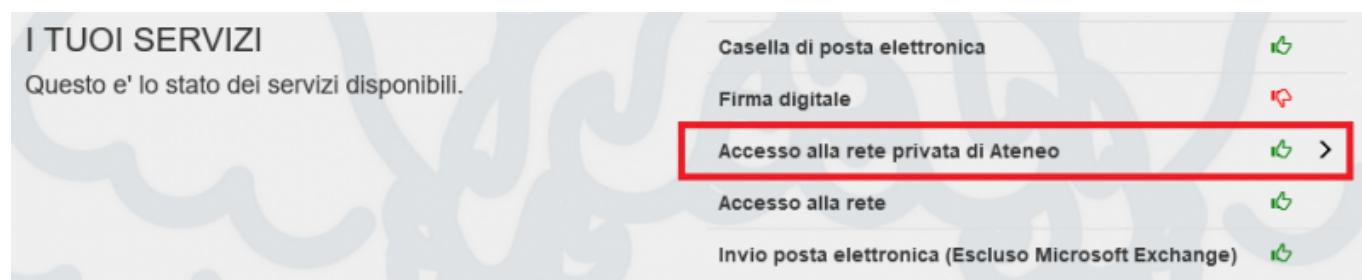 I TUOI SERVIZI
Questo e' lo stato dei servizi disponibili.
Casella di posta elettronica
Firma digitale
Accesso alla rete privata di Ateneo
Accesso alla rete
Invio posta elettronica (Escluso Microsoft Exchange)